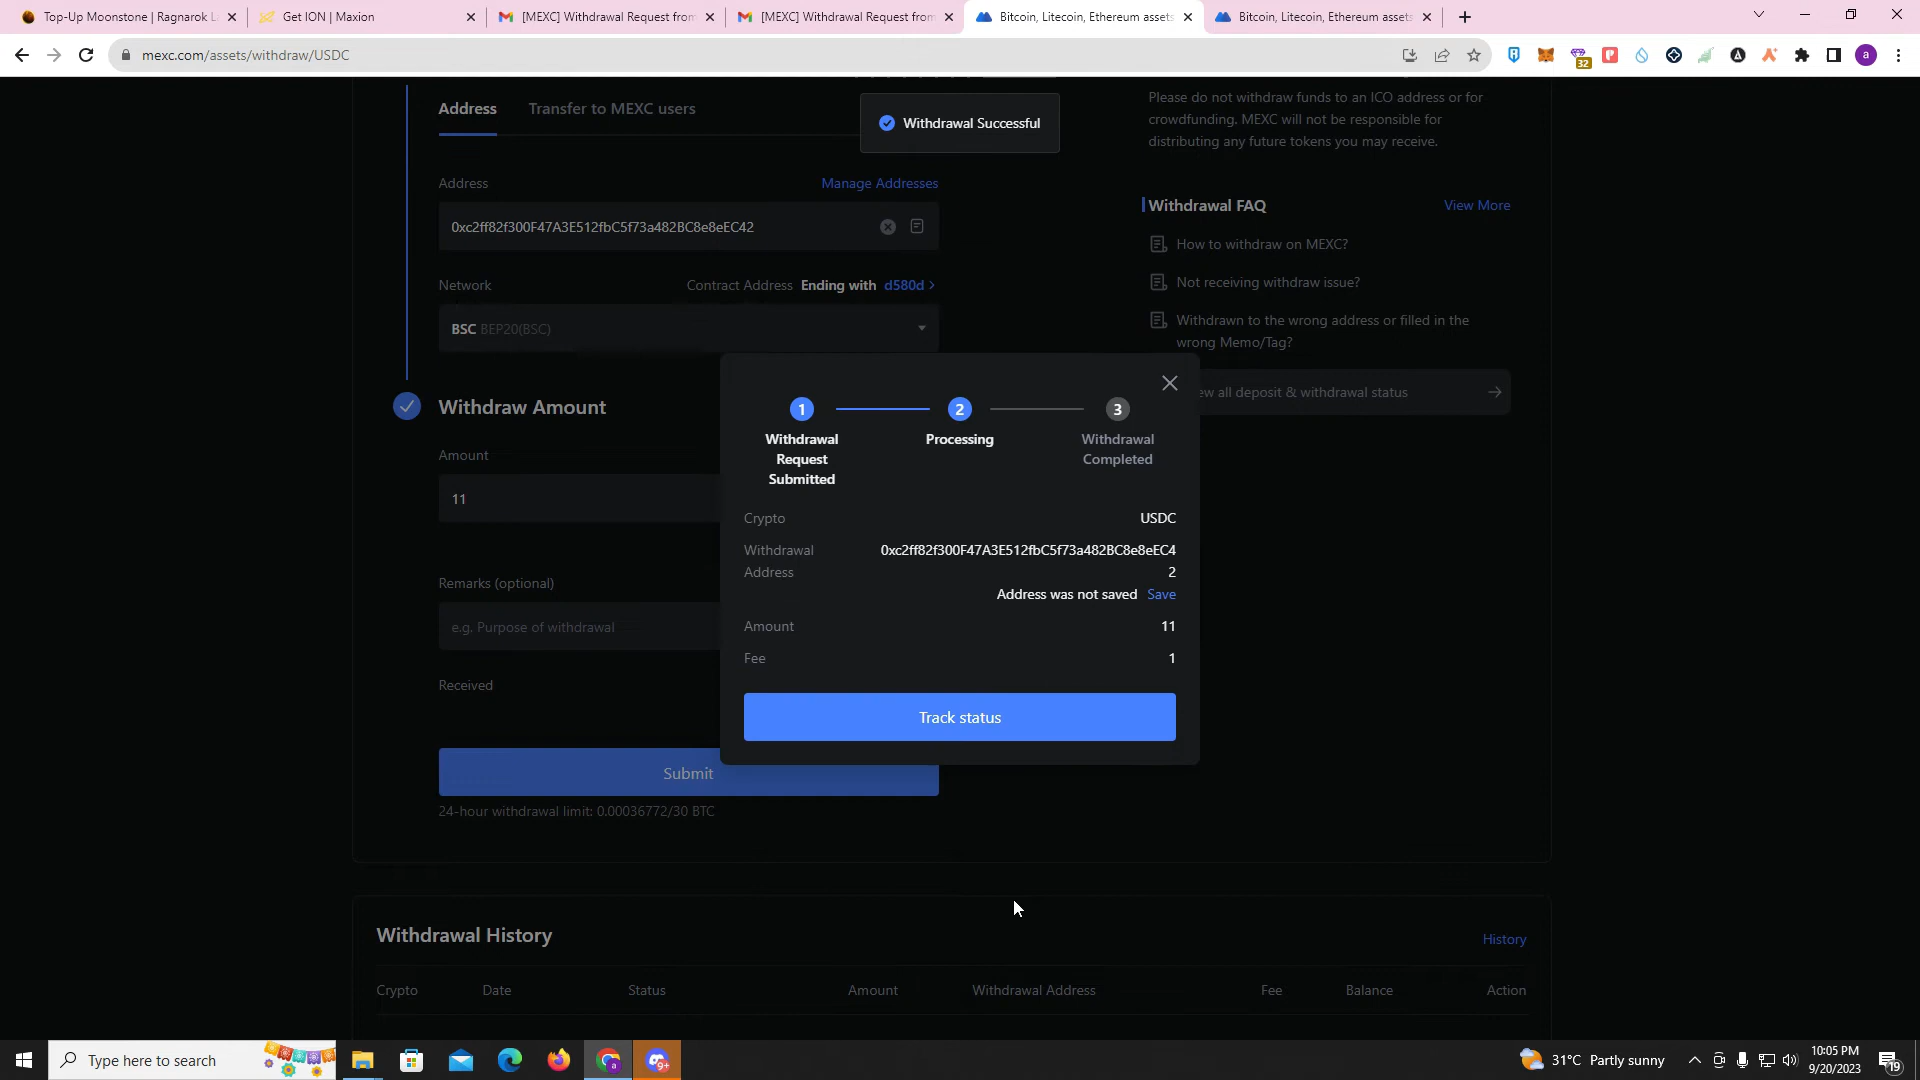 Top-Up Moonstone | Ragnarok L
Get ION | Maxion
[MEXC] Withdrawal Request from
[MEXC] Withdrawal Request from
Bitcoin, Litecoin, Ethereum assets
Bitcoin, Litecoin, Ethereum assets
mexc.com/assets/withdraw/USDC
32
a
Address
Transfer to MEXC users
Withdrawal Successful
Please do not withdraw funds to an ICO address or for
crowdfunding. MEXC will not be responsible for
distributing any future tokens you may receive.
Address
Manage Addresses
0xc2ff82f300F47A3E512fbC5f73a482BC8e8eEC42
Withdrawal FAQ
View More
How to withdraw on MEXC?
Not receiving withdraw issue?
Withdrawn to the wrong address or filled in the
wrong Memo/Tag?
ew all deposit & withdrawal status
Network
Contract Address Ending with d580d >
BSC BEP20(BSC)
Withdraw Amount
Amount
11
Remarks (optional)
e.g. Purpose of withdrawal
Received
Submit
24-hour withdrawal limit: 0.00036772/30 BTC
1
2
3
Withdrawal
Request
Submitted
Processing
Withdrawal
Completed
Crypto
USDC
Withdrawal
Address
0xc2ff82f300F47A3E512fbC5f73a482BC8e8eEC4
2
Address was not saved Save
Amount
11
Fee
1
Track status
Withdrawal History
History
Crypto
Date
Status
Amount
Withdrawal Address
Fee
Balance
Action
Type here to search
a
9+
31°C Partly sunny
10:05 PM
9/20/2023
19